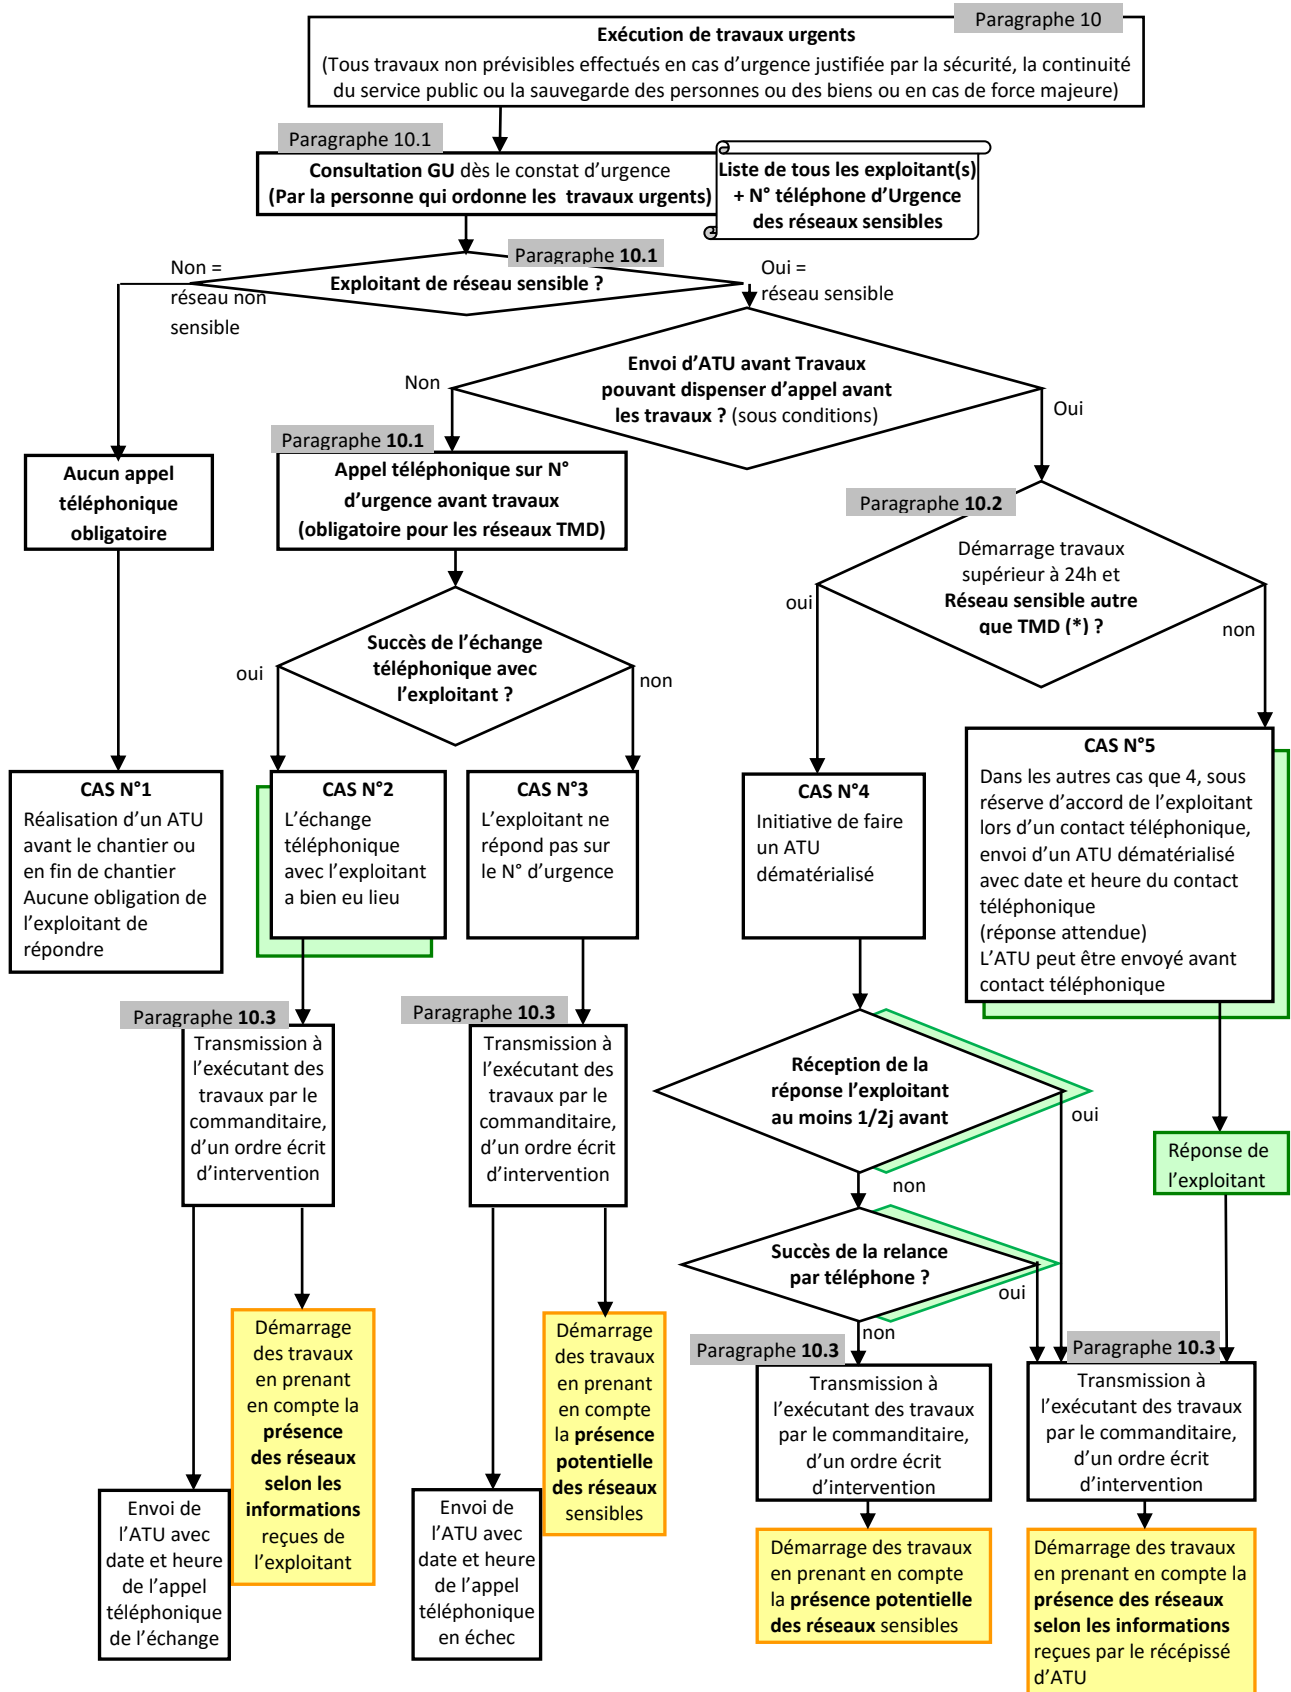 Paragraphe 10
Exécution de travaux urgents
(Tous travaux non prévisibles effectués en cas d'urgence justifiée par la sécurité, la continuité
du service public ou la sauvegarde des personnes ou des biens ou en cas de force majeure)
Paragraphe 10.1
Consultation GU dès le constat d'urgence
(Par la personne qui ordonne les travaux urgents)
Liste de tous les exploitant(s)
+ N° téléphone d'Urgence
des réseaux sensibles
Paragraphe 10.1
Exploitant de réseau sensible ?
Non =
réseau non
sensible
Oui =
réseau sensible
Envoi d'ATU avant Travaux
pouvant dispenser d'appel avant
les travaux ? (sous conditions)
Non
Oui
Aucun appel
téléphonique
obligatoire
Paragraphe 10.1
Appel téléphonique sur N°
d'urgence avant travaux
(obligatoire pour les réseaux TMD)
Paragraphe 10.2
Démarrage travaux
supérieur à 24h et
Réseau sensible autre
que TMD (*) ?
oui
non
Succès de l'échange
téléphonique avec
l'exploitant ?
oui
non
CAS N°1
Réalisation d'un ATU
avant le chantier ou
en fin de chantier
Aucune obligation de
l'exploitant de
répondre
CAS N°2
L'échange
téléphonique
avec l'exploitant
a bien eu lieu
CAS N°3
L'exploitant ne
répond pas sur
le N° d'urgence
CAS N°4
Initiative de faire
un ATU
dématérialisé
CAS N°5
Dans les autres cas que 4, sous
réserve d'accord de l'exploitant
lors d'un contact téléphonique,
envoi d'un ATU dématérialisé
avec date et heure du contact
téléphonique
(réponse attendue)
L'ATU peut être envoyé avant
contact téléphonique
Paragraphe 10.3
Transmission à
l'exécutant des
travaux par le
commanditaire,
d'un ordre écrit
d'intervention
Paragraphe 10.3
Transmission à
l'exécutant des
travaux par le
commanditaire,
d'un ordre écrit
d'intervention
Réception de la
réponse l'exploitant
au moins 1/2j avant
oui
non
Réponse de
l'exploitant
Succès de la relance
par téléphone ?
oui
non
Démarrage
des travaux
en prenant
en compte la
présence
des réseaux
selon les
informations
reçues de
l'exploitant
Démarrage
des travaux
en prenant
en compte
la présence
potentielle
des réseaux
sensibles
Paragraphe 10.3
Transmission à
l'exécutant des travaux
par le commanditaire,
d'un ordre écrit
d'intervention
Paragraphe 10.3
Transmission à
l'exécutant des travaux
par le commanditaire,
d'un ordre écrit
d'intervention
Envoi de
l'ATU avec
date et heure
de l'appel
téléphonique
de l'échange
Envoi de
l'ATU avec
date et heure
de l'appel
téléphonique
en échec
Démarrage des travaux
en prenant en compte
la présence potentielle
des réseaux sensibles
Démarrage des travaux
en prenant en compte la
présence des réseaux
selon les informations
reçues par le récépissé
d'ATU